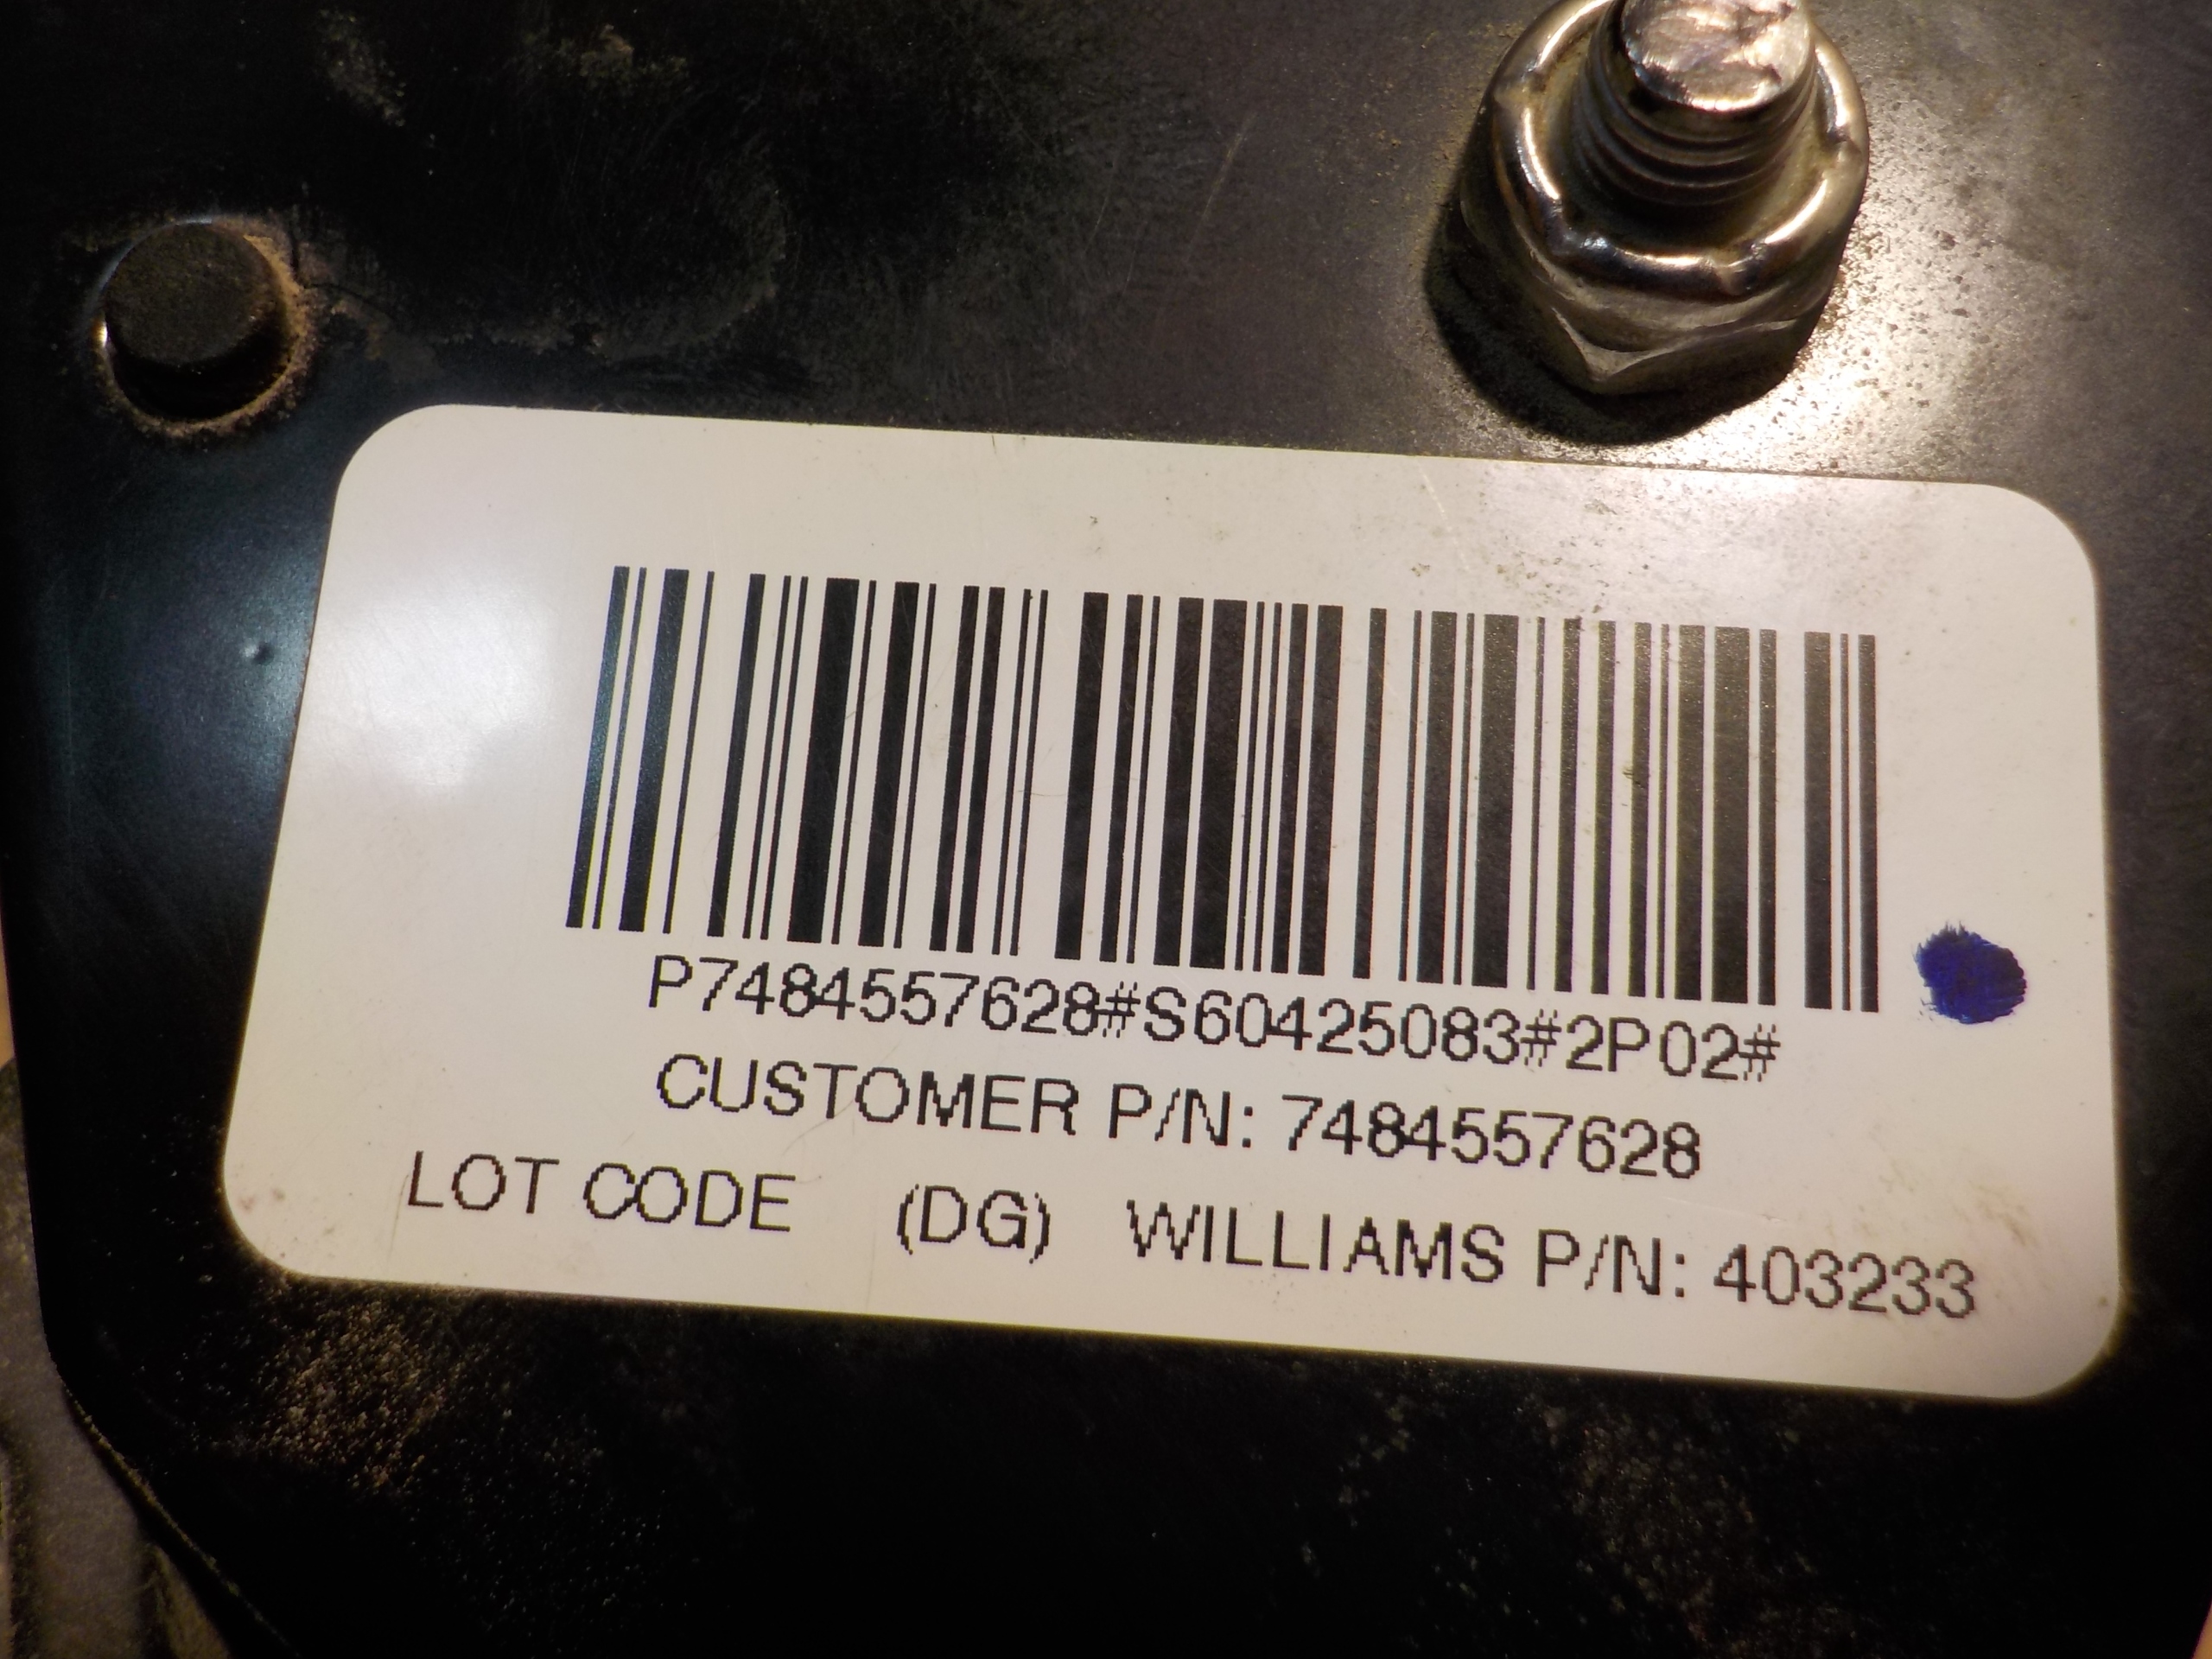 P7484557628#S60425083#2P02#
CUSTOMER P/N: 7484557628
LOT CODE (DG) WILLIAMS P/N: 403233